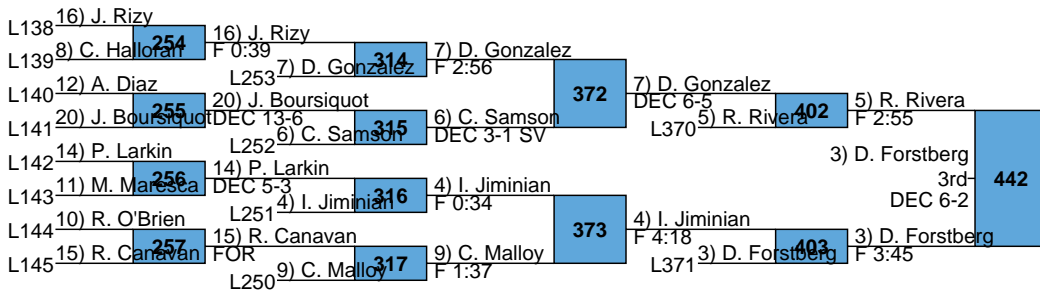 L138 16) J. Rizy
254
L139 8) C. Halloran
16) J. Rizy
F 0:39
314
L253 7) D. Gonzalez
7) D. Gonzalez
F 2:56
L140 12) A. Diaz
255
L141 20) J. Boursiquot
20) J. Boursiquot
DEC 13-6
315
L252 6) C. Samson
6) C. Samson
DEC 3-1 SV
372
7) D. Gonzalez
DEC 6-5
402
L370 5) R. Rivera
5) R. Rivera
F 2:55
L142 14) P. Larkin
256
L143 11) M. Maresca
14) P. Larkin
DEC 5-3
316
L251 4) I. Jiminian
4) I. Jiminian
F 0:34
L144 10) R. O'Brien
257
L145 15) R. Canavan
15) R. Canavan
FOR
317
L250 9) C. Malloy
9) C. Malloy
F 1:37
373
4) I. Jiminian
F 4:18
403
L371 3) D. Forstberg
3) D. Forstberg
F 3:45
442
3) D. Forstberg
3rd
DEC 6-2